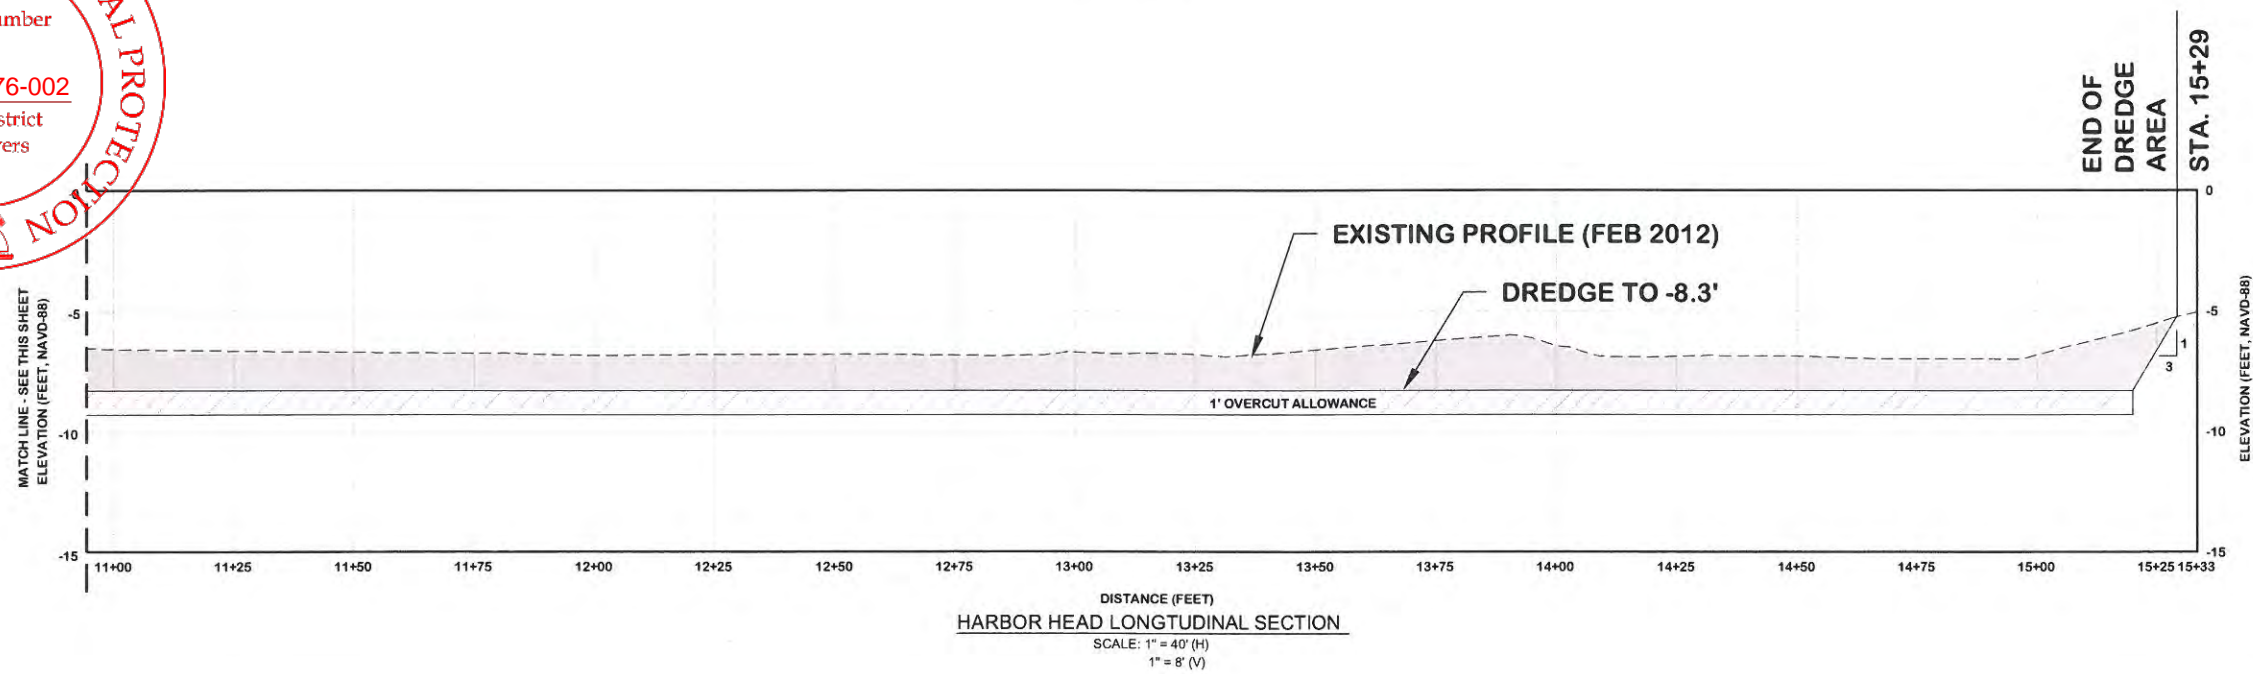 AL PROTECTION
76-002
END OF
DREDGE
AREA
STA. 15+29
0
EXISTING PROFILE (FEB 2012)
DREDGE TO -8.3'
MATCH LINE - SEE THIS SHEET
ELEVATION (FEET, NAVD-88)
-5
-5
1
3
1' OVERCUT ALLOWANCE
ELEVATION (FEET, NAVD-88)
-10
-10
-15
-15
11+00 11+25 11+50 11+75 12+00 12+25 12+50 12+75 13+00 13+25 13+50 13+75 14+00 14+25 14+50 14+75 15+00 15+25 15+33
DISTANCE (FEET)
HARBOR HEAD LONGTUDINAL SECTION
SCALE: 1" = 40' (H)
1" = 8' (V)